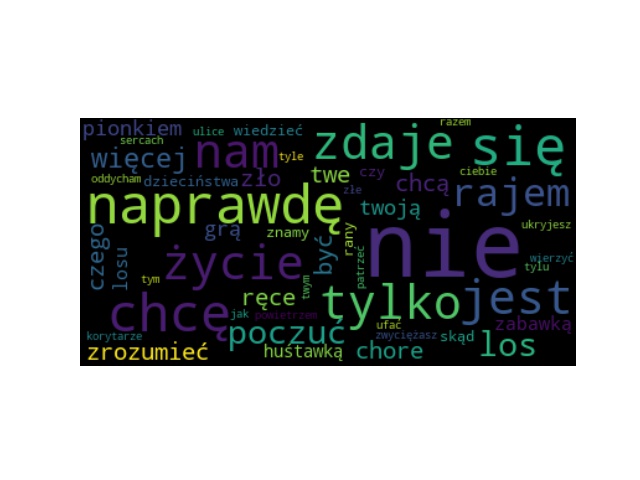 razem
pionkiem ulice wiedzieć zdaje się
sercach
więcej nam tyle
oddycham dzieciństwa zło twe czy ciebie
złe chcą rajem
naprawdę twoją
grą znamy rany nie ukryjesz
czego losu życie być patrzeć wierzyć
tylu
tym ręce twym tylko jest
chcę jak powietrzem zabawką
poczuć ufać
korytarze zwyciężasz skąd los
zrozumieć huśtawką chore